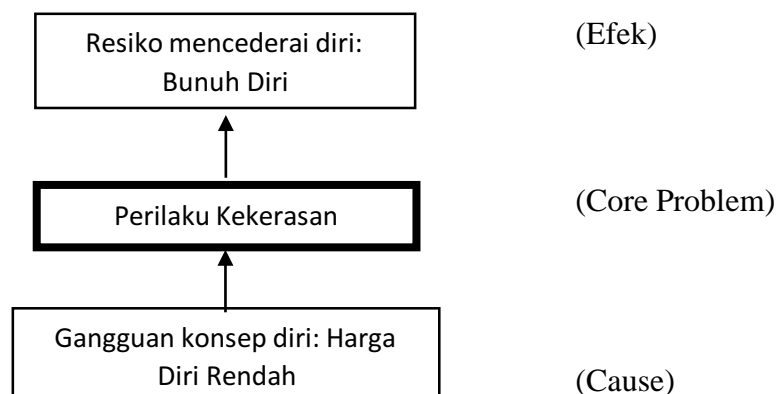 Resiko mencederai diri:
Bunuh Diri
(Efek)
Perilaku Kekerasan
(Core Problem)
Gangguan konsep diri: Harga
Diri Rendah
(Cause)